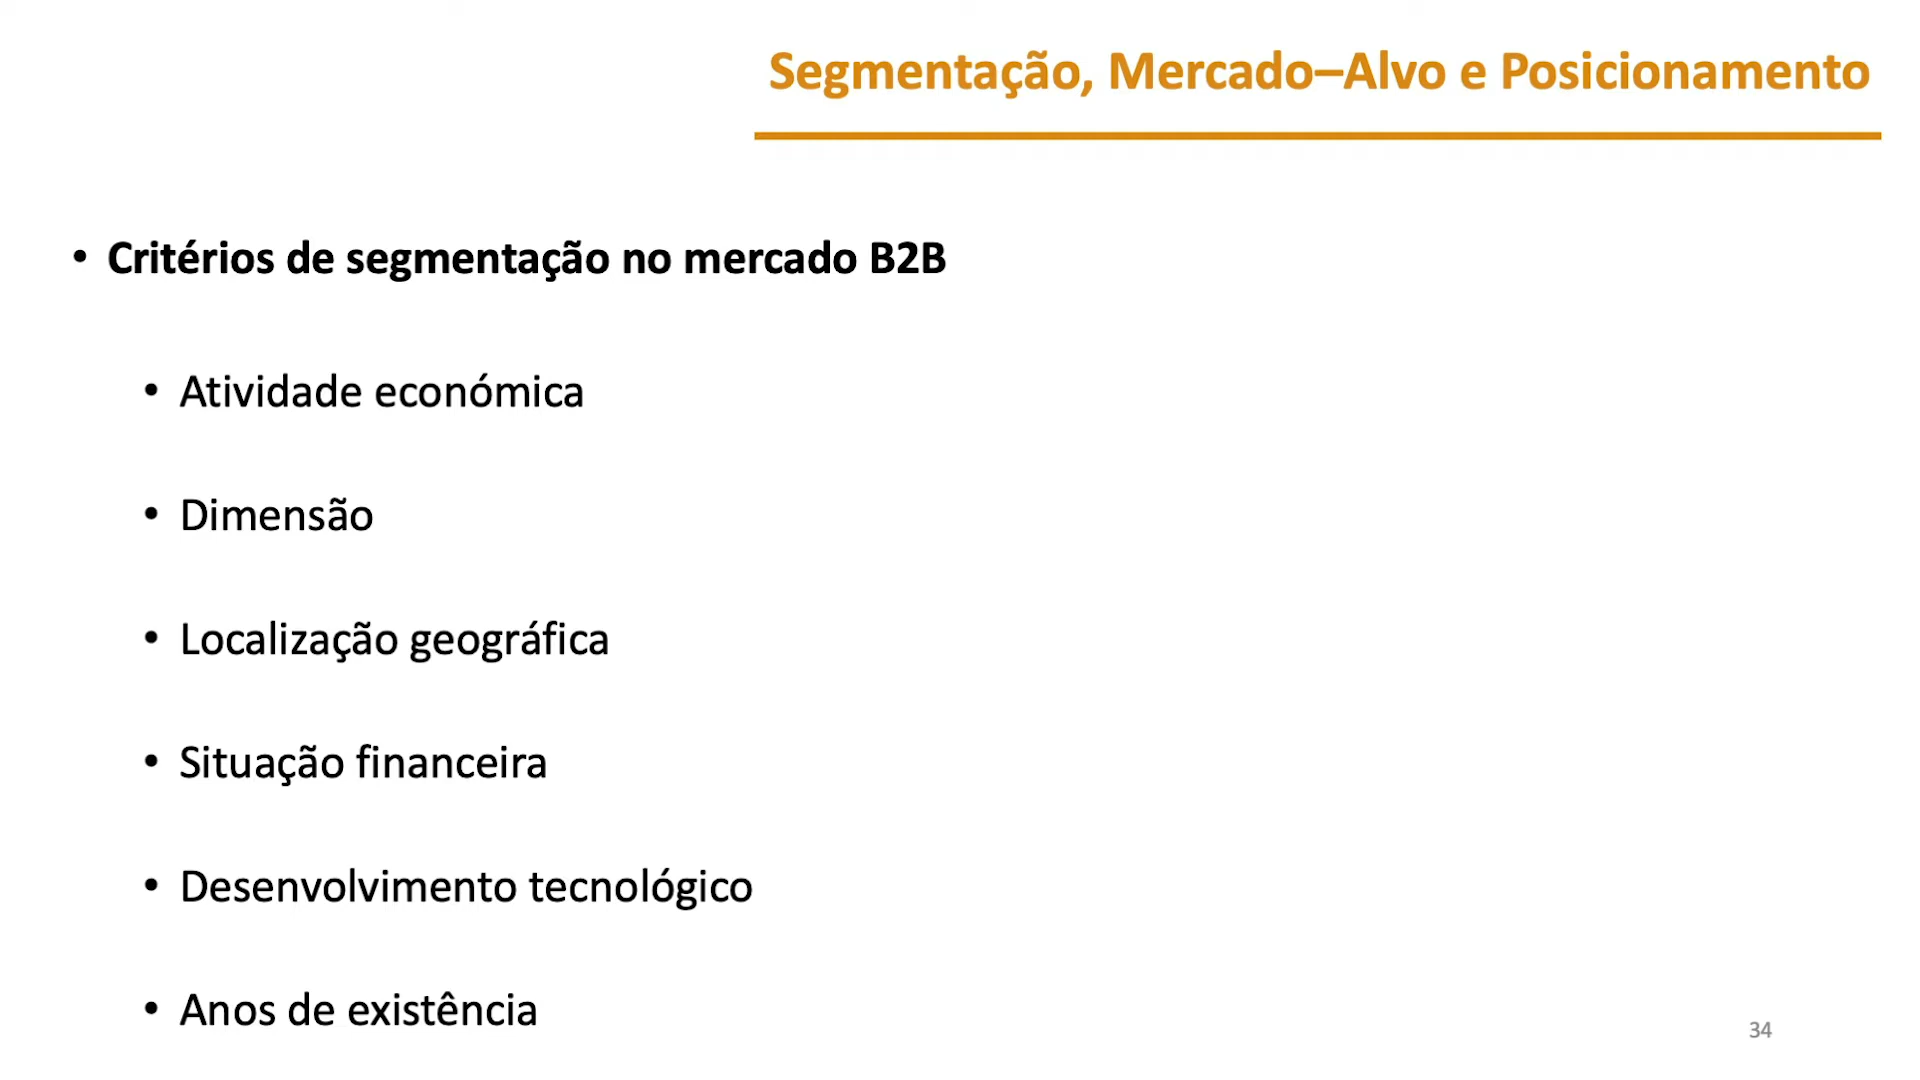 Segmentação, Mercado–Alvo e Posicionamento
• Critérios de segmentação no mercado B2B
• Atividade económica
• Dimensão
• Localização geográfica
• Situação financeira
• Desenvolvimento tecnológico
• Anos de existência
34